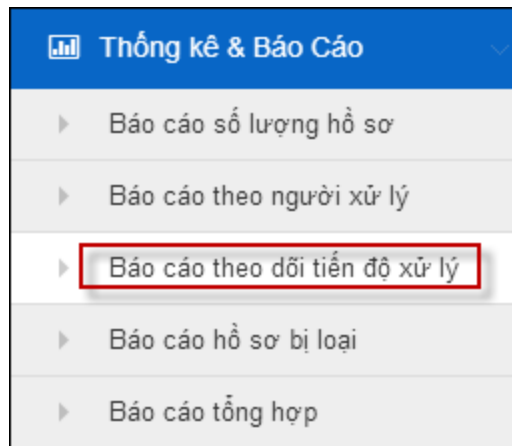 Thống kê & Báo Cáo
Báo cáo số lượng hồ sơ
Báo cáo theo người xử lý
Báo cáo theo dõi tiến độ xử lý
Báo cáo hồ sơ bị loại
Báo cáo tổng hợp